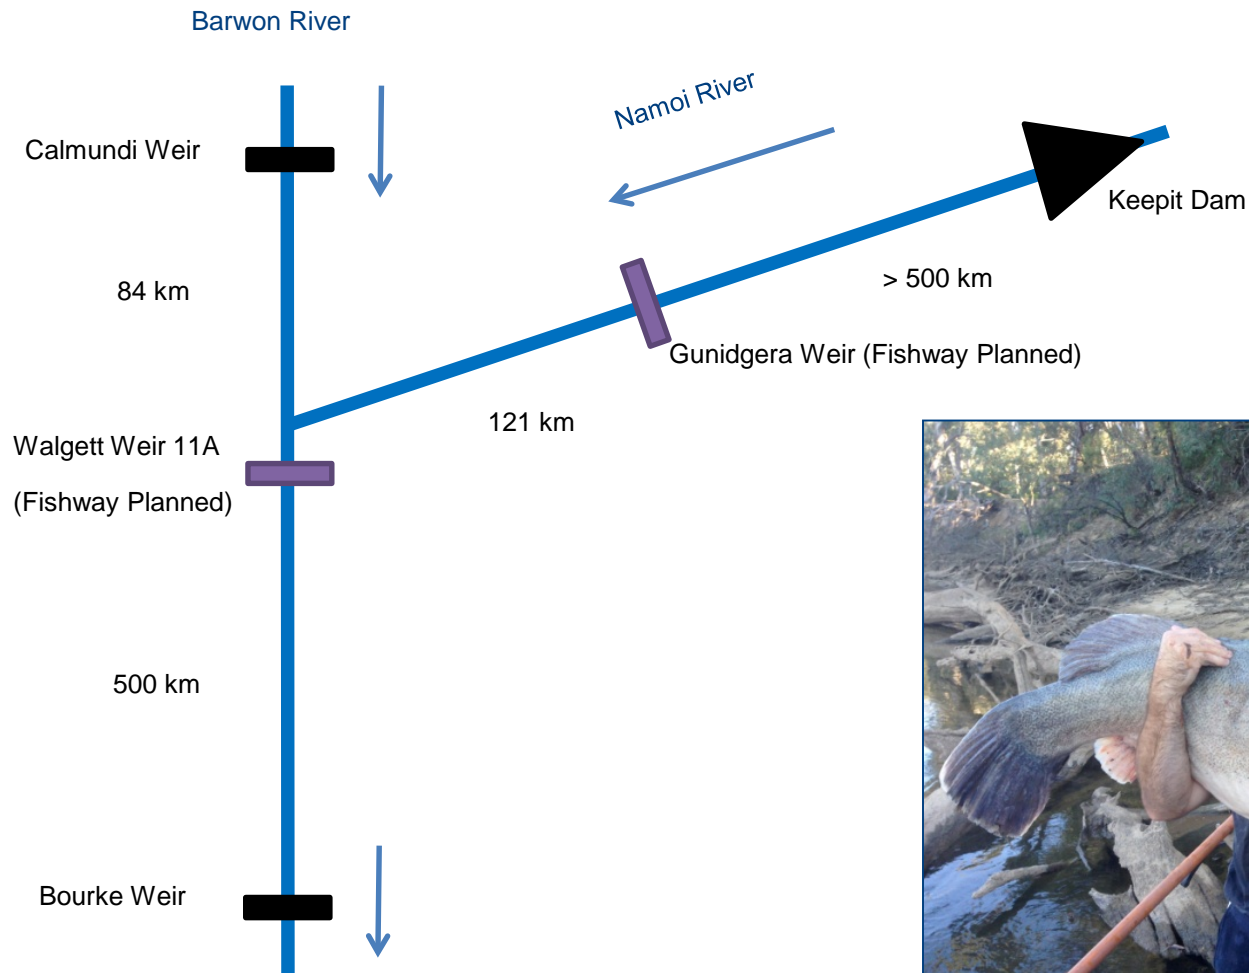 Barwon River
Namoi River
Calmundi Weir
Keepit Dam
84 km
> 500 km
Gunidgera Weir (Fishway Planned)
121 km
Walgett Weir 11A
(Fishway Planned)
500 km
Bourke Weir